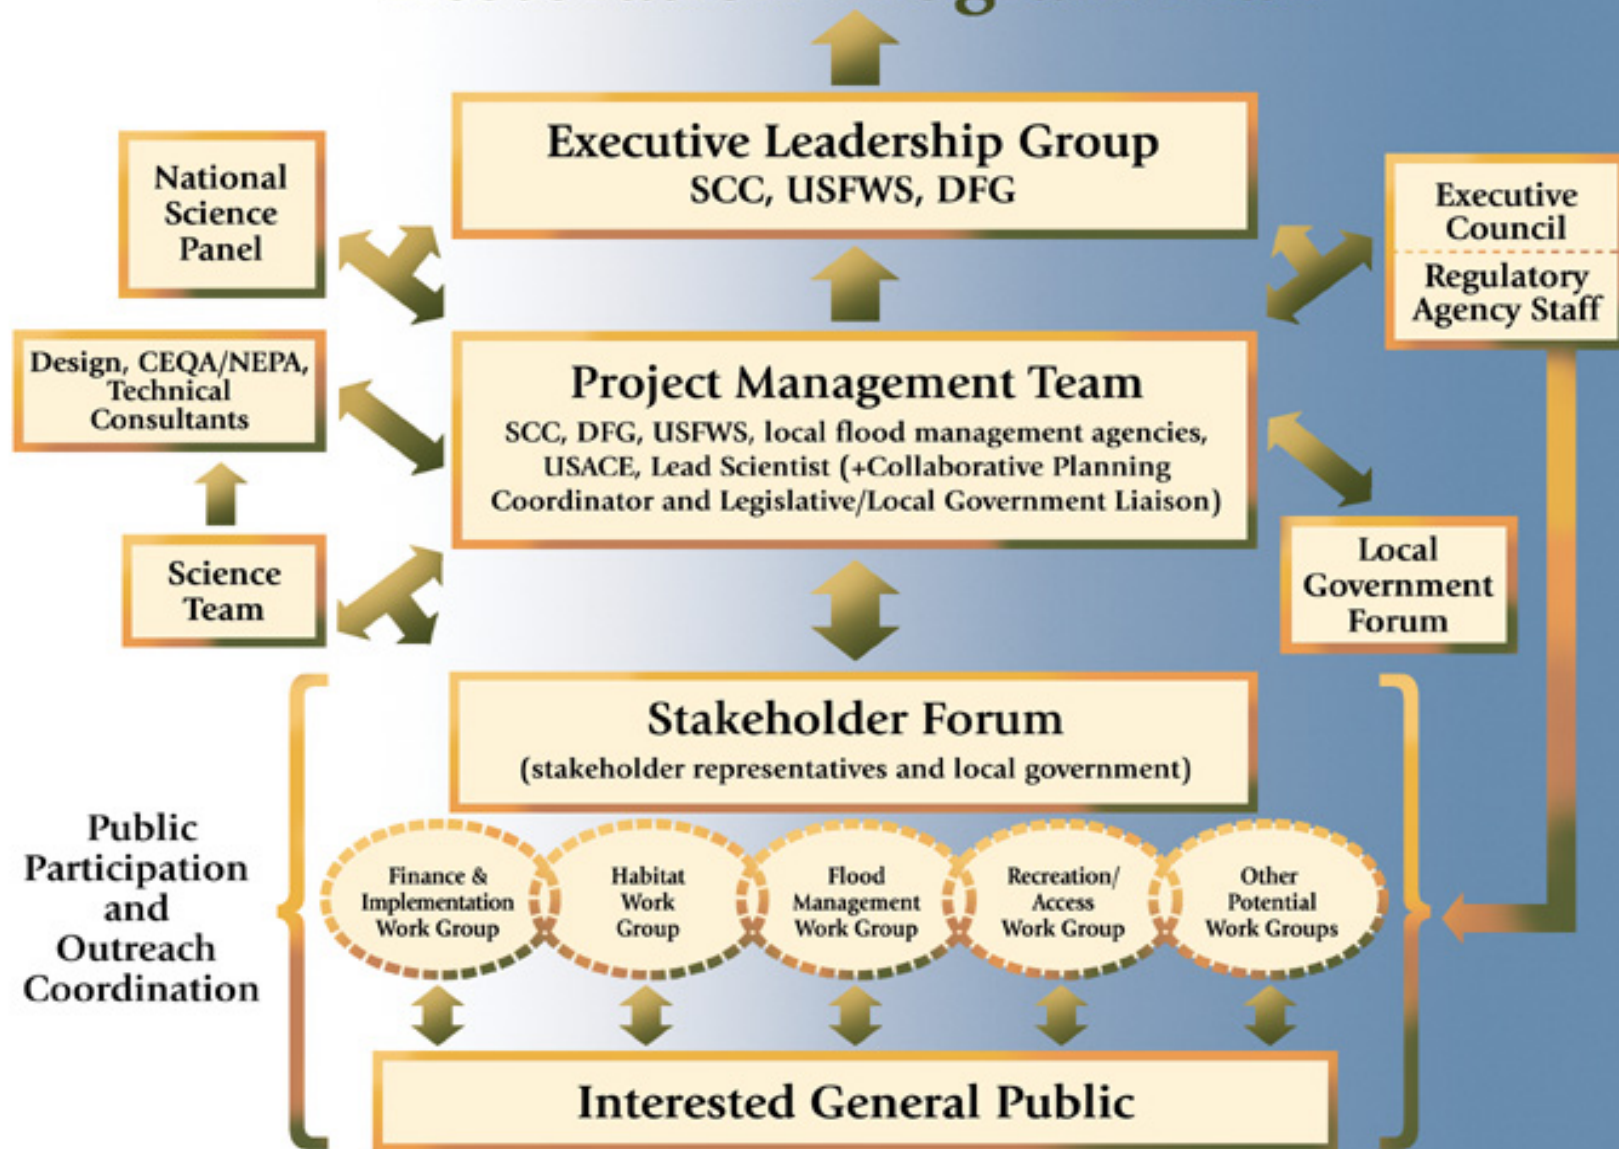 Executive Leadership Group
SCC, USFWS, DFG
National
Science
Panel
Executive
Council
Regulatory
Agency Staff
Design, CEQA/NEPA,
Technical
Consultants
Project Management Team
SCC, DFG, USFWS, local flood management agencies,
USACE, Lead Scientist (+Collaborative Planning
Coordinator and Legislative/Local Government Liaison)
Science
Team
Local
Government
Forum
Stakeholder Forum
(stakeholder representatives and local government)
Public
Participation
and
Outreach
Coordination
Finance &
Implementation
Work Group
Habitat
Work
Group
Flood
Management
Work Group
Recreation/
Access
Work Group
Other
Potential
Work Groups
Interested General Public